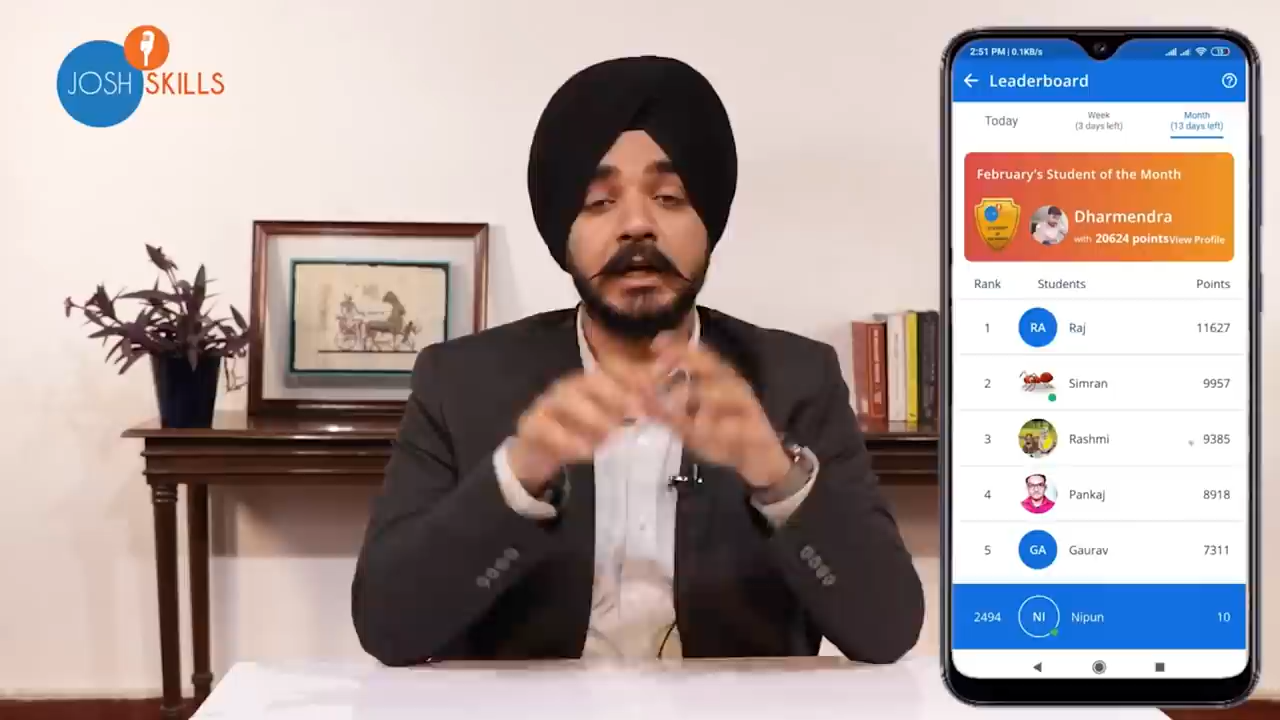 JOSH SKILLS
2:51 PM | 0.1KB/s
Leaderboard
Today
Week
(3 days left)
Month
(13 days left)
February's Student of the Month
Dharmendra
with 20624 points View Profile
Rank Students Points
1 RA Raj 11627
2 Simran 9957
3 Rashmi 9385
4 Pankaj 8918
5 GA Gaurav 7311
2494 NI Nipun 10